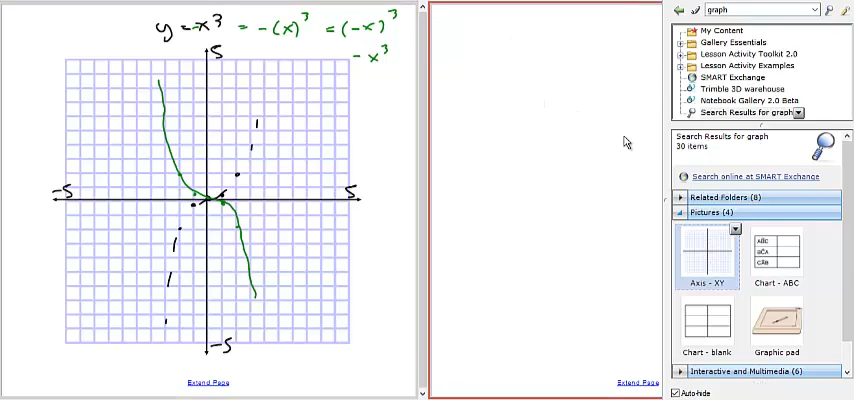 y = -x³ = -(x)³ = (-x)³
-x³
5
-5
5
-5
Extend Page
Extend Page
graph
My Content
Gallery Essentials
Lesson Activity Toolkit 2.0
Lesson Activity Examples
SMART Exchange
Trimble 3D warehouse
Notebook Gallery 2.0 Beta
Search Results for graph
Search Results for graph
30 items
Search online at SMART Exchange
Related Folders (8)
Pictures (4)
ABC
BCA
CAB
Axis - XY
Chart - ABC
Chart - blank
Graphic pad
Interactive and Multimedia (6)
Auto-hide